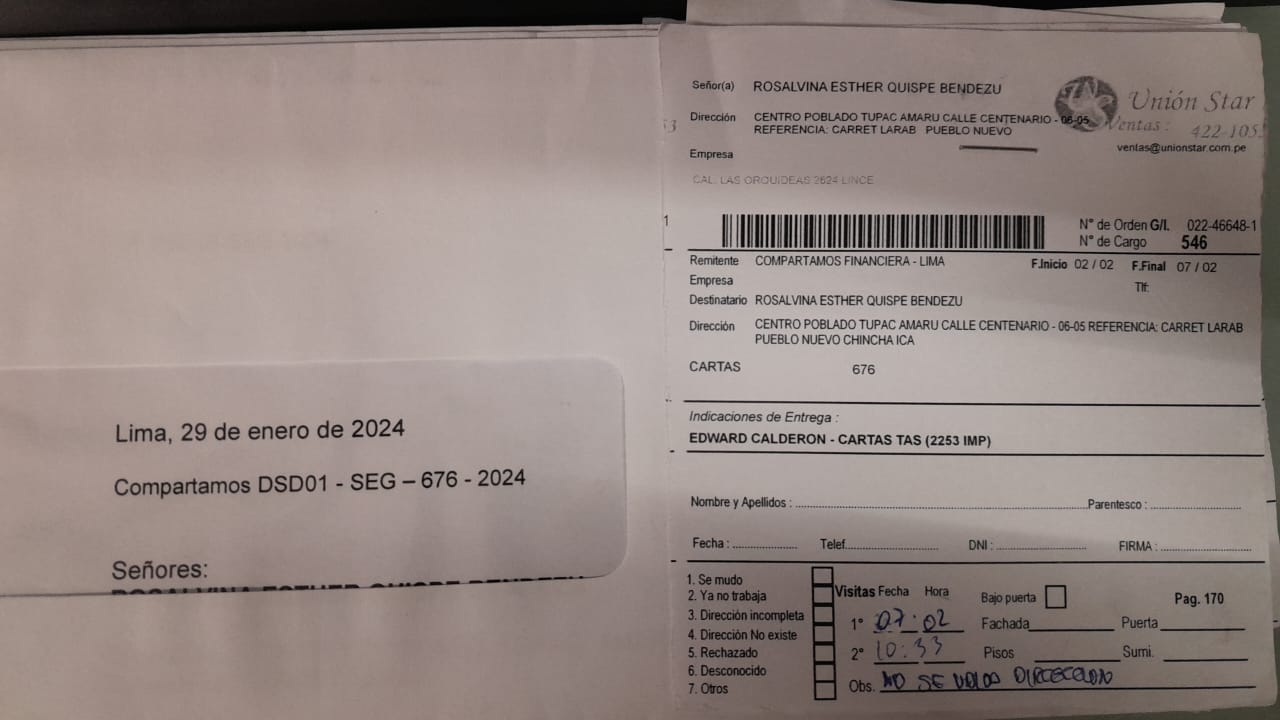 Lima, 29 de enero de 2024
Compartamos DSD01 - SEG – 676 - 2024
Señores:
ROSALVINA ESTHER QUISPE BENDEZU
Señor(a) ROSALVINA ESTHER QUISPE BENDEZU
Unión Star
Dirección CENTRO POBLADO TUPAC AMARU CALLE CENTENARIO - 06-05
REFERENCIA: CARRET LARAB PUEBLO NUEVO
Ventas : 422-105
ventas@unionstar.com.pe
Empresa
CAL. LAS ORQUIDEAS 2624 LINCE
N° de Orden G/I. 022-46648-1
N° de Cargo 546
Remitente COMPARTAMOS FINANCIERA - LIMA F.Inicio 02 / 02 F.Final 07 / 02
Empresa Tlf:
Destinatario ROSALVINA ESTHER QUISPE BENDEZU
Dirección CENTRO POBLADO TUPAC AMARU CALLE CENTENARIO - 06-05 REFERENCIA: CARRET LARAB
PUEBLO NUEVO CHINCHA ICA
CARTAS 676
Indicaciones de Entrega :
EDWARD CALDERON - CARTAS TAS (2253 IMP)
Nombre y Apellidos : Parentesco :
Fecha : Telef. DNI : FIRMA :
1. Se mudo
2. Ya no trabaja
3. Dirección incompleta
4. Dirección No existe
5. Rechazado
6. Desconocido
7. Otros
Visitas Fecha Hora Bajo puerta Pag. 170
1° 07.02 Fachada Puerta
2° 10:33 Pisos Sumi.
Obs. NO SE